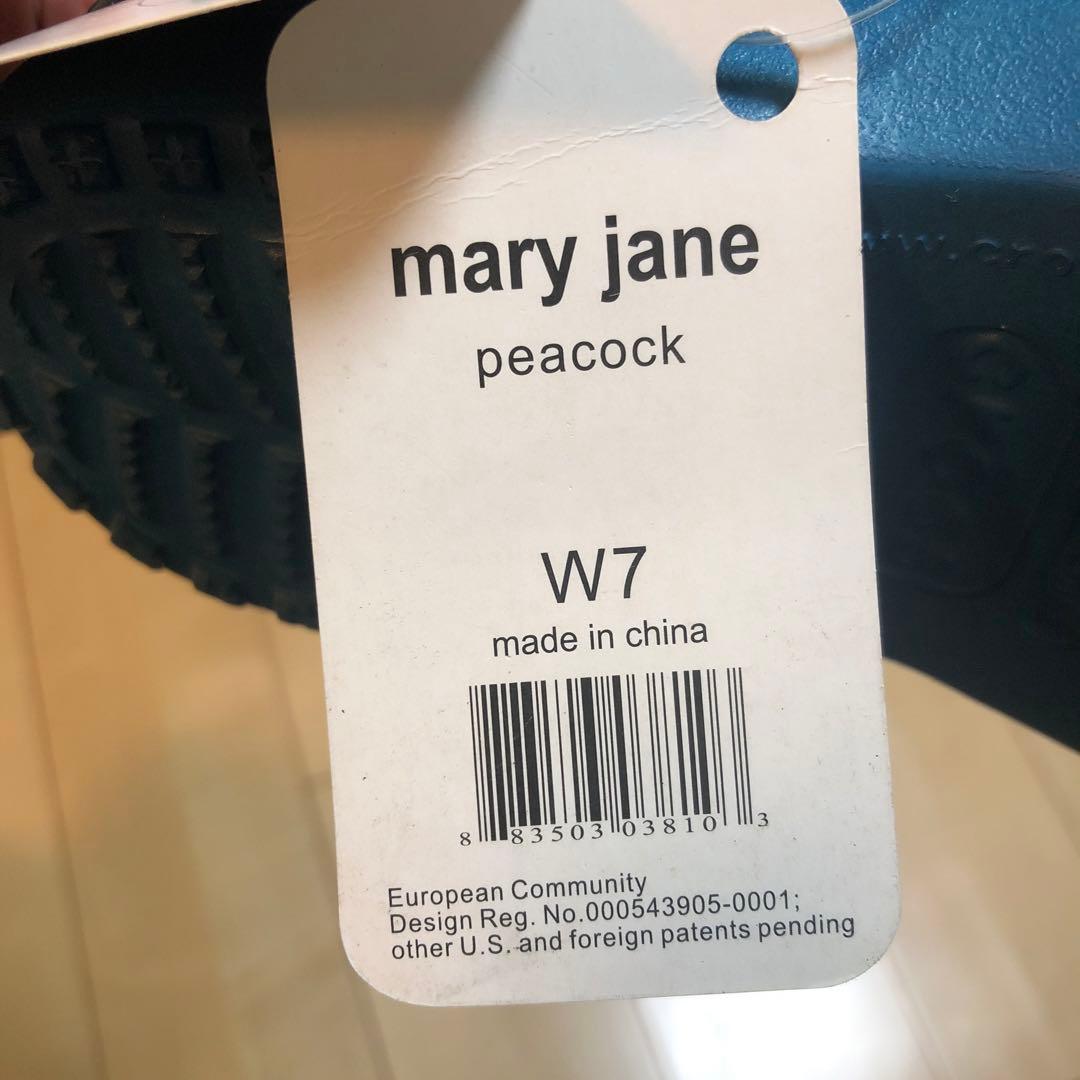 mary jane
peacock
W7
made in china
8 83503 03810 3
European Community
Design Reg. No.000543905-0001;
other U.S. and foreign patents pending